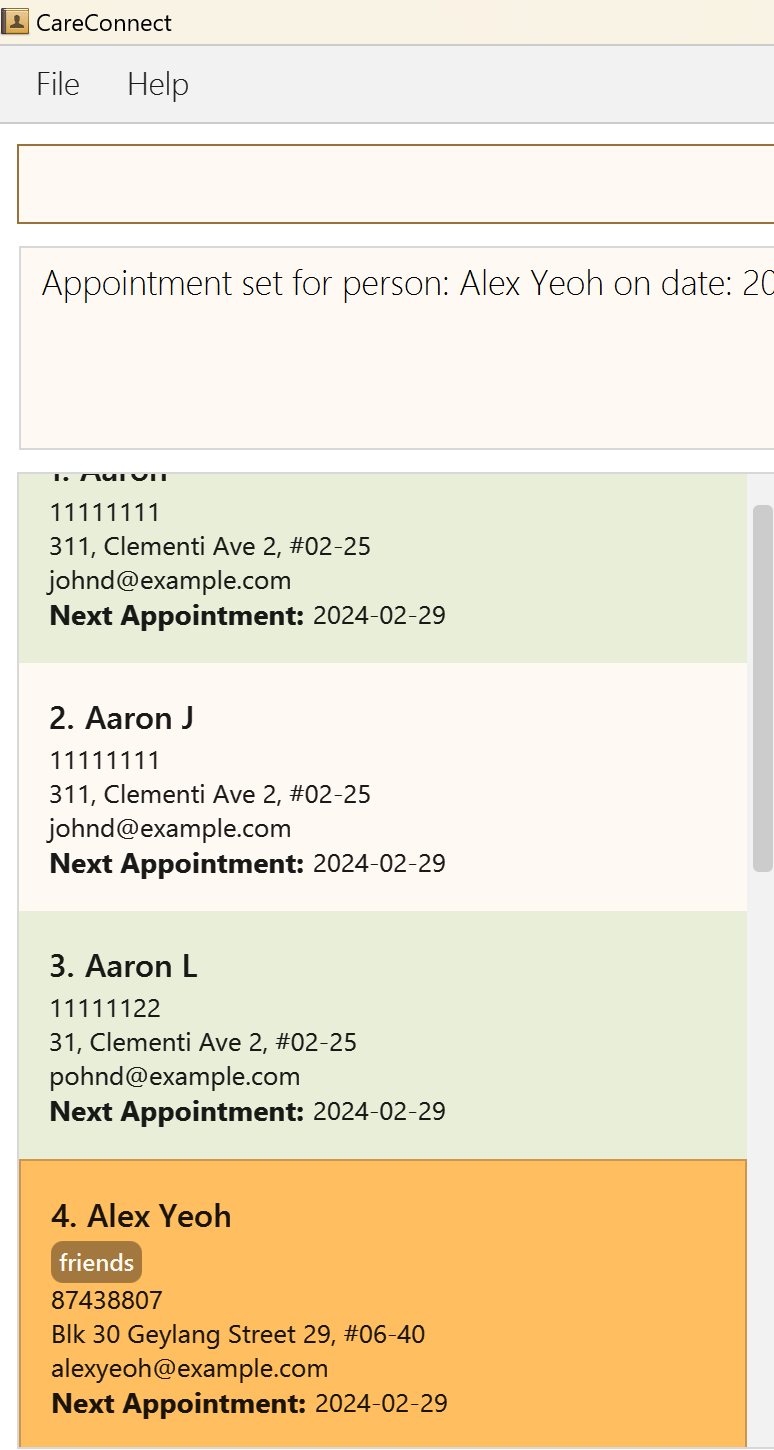 CareConnect
File Help
Appointment set for person: Alex Yeoh on date: 20
1. Aaron
11111111
311, Clementi Ave 2, #02-25
johnd@example.com
Next Appointment: 2024-02-29
2. Aaron J
11111111
311, Clementi Ave 2, #02-25
johnd@example.com
Next Appointment: 2024-02-29
3. Aaron L
11111122
31, Clementi Ave 2, #02-25
pohnd@example.com
Next Appointment: 2024-02-29
4. Alex Yeoh
friends
87438807
Blk 30 Geylang Street 29, #06-40
alexyeoh@example.com
Next Appointment: 2024-02-29